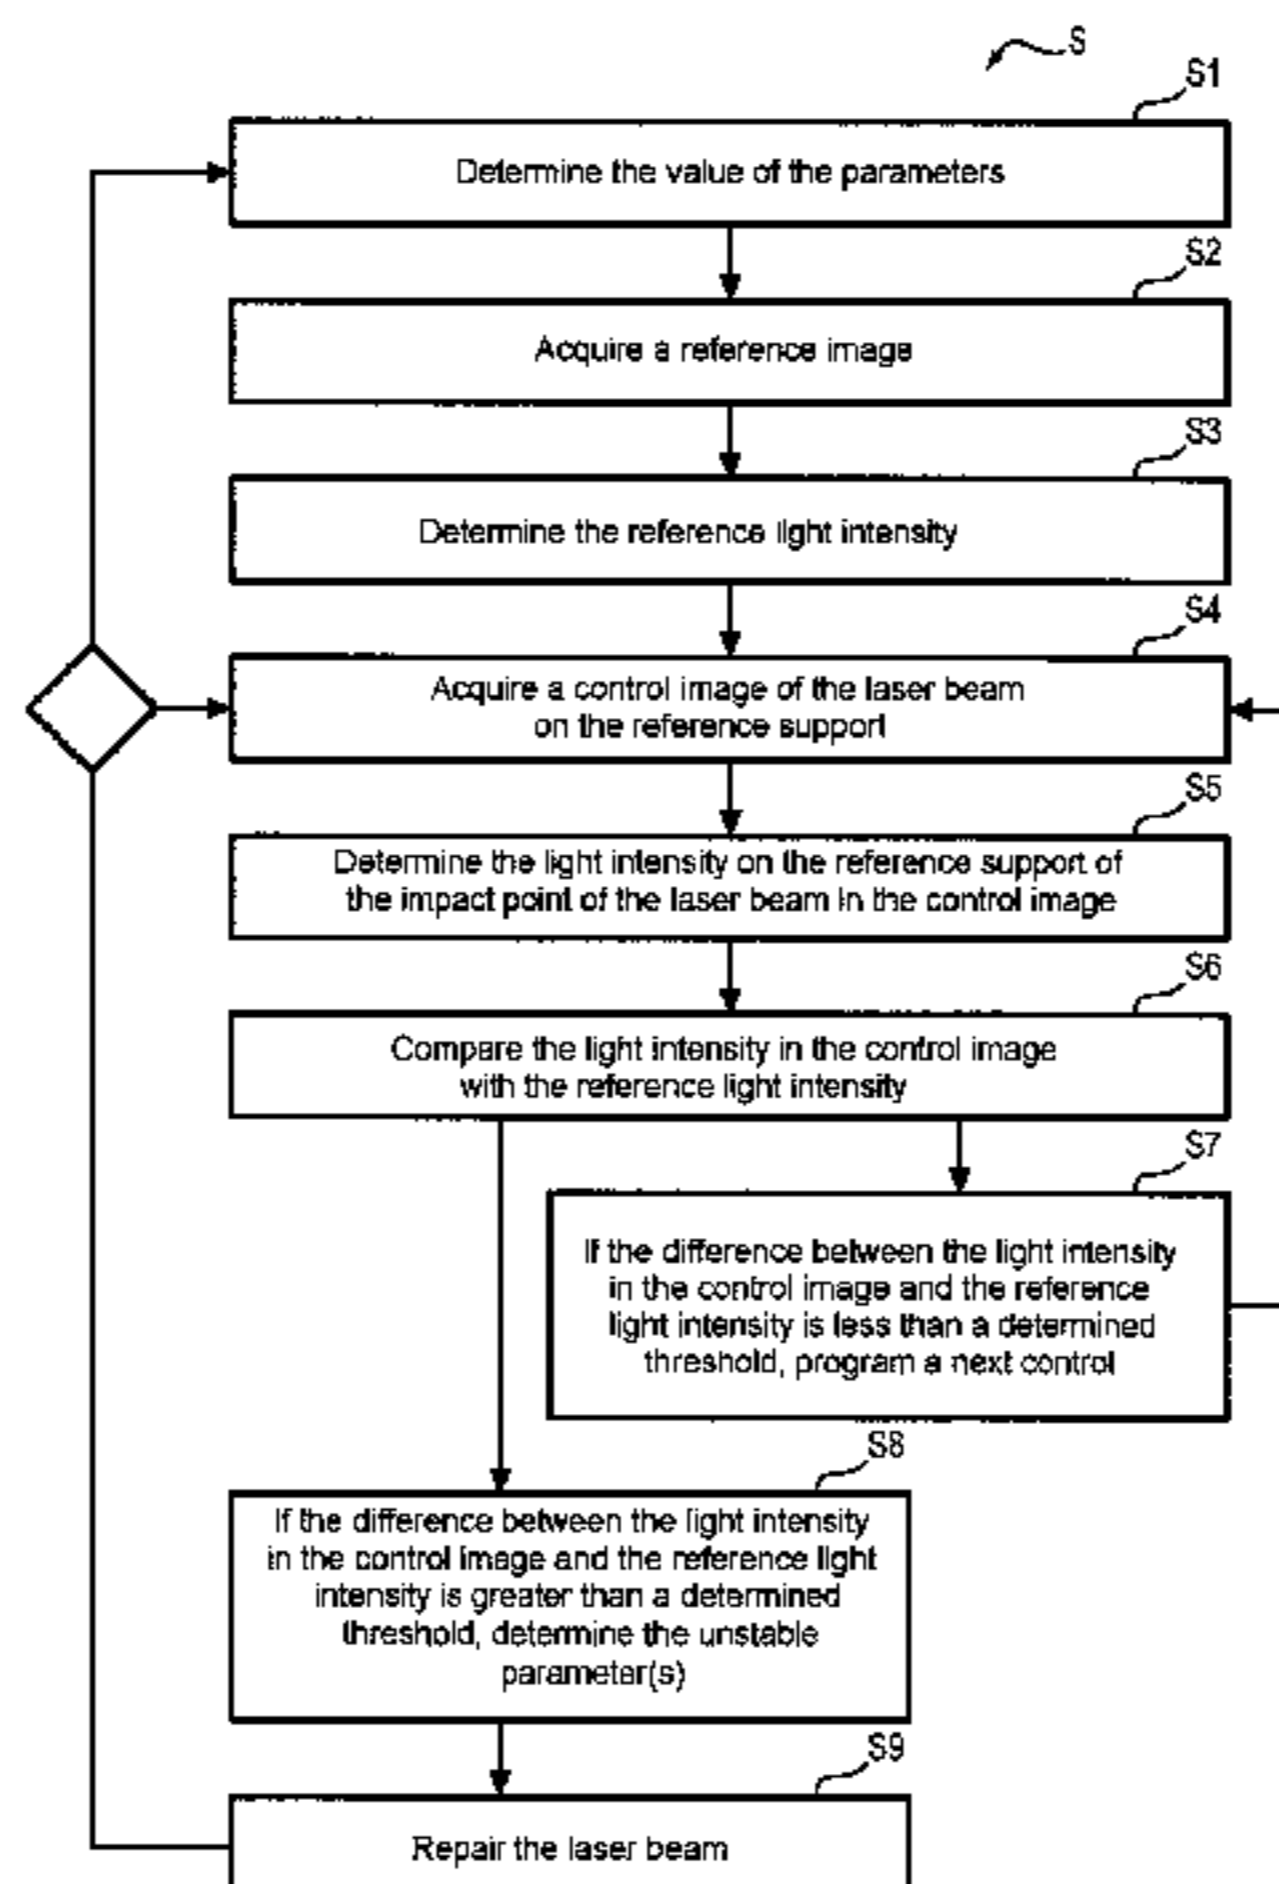 S
S1
Determine the value of the parameters
S2
Acquire a reference image
S3
Determine the reference light intensity
S4
Acquire a control image of the laser beam
on the reference support
S5
Determine the light intensity on the reference support of
the impact point of the laser beam in the control image
S6
Compare the light intensity in the control image
with the reference light intensity
S7
If the difference between the light intensity
in the control image and the reference
light intensity is less than a determined
threshold, program a next control
S8
If the difference between the light intensity
in the control image and the reference light
intensity is greater than a determined
threshold, determine the unstable
parameter(s)
S9
Repair the laser beam